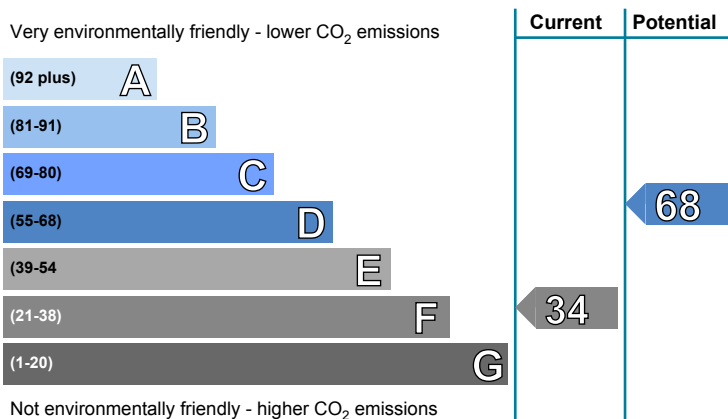 Very environmentally friendly - lower CO2 emissions
Current
Potential
(92 plus) A
(81-91) B
(69-80) C
(55-68) D
68
(39-54 E
(21-38) F
34
(1-20) G
Not environmentally friendly - higher CO2 emissions